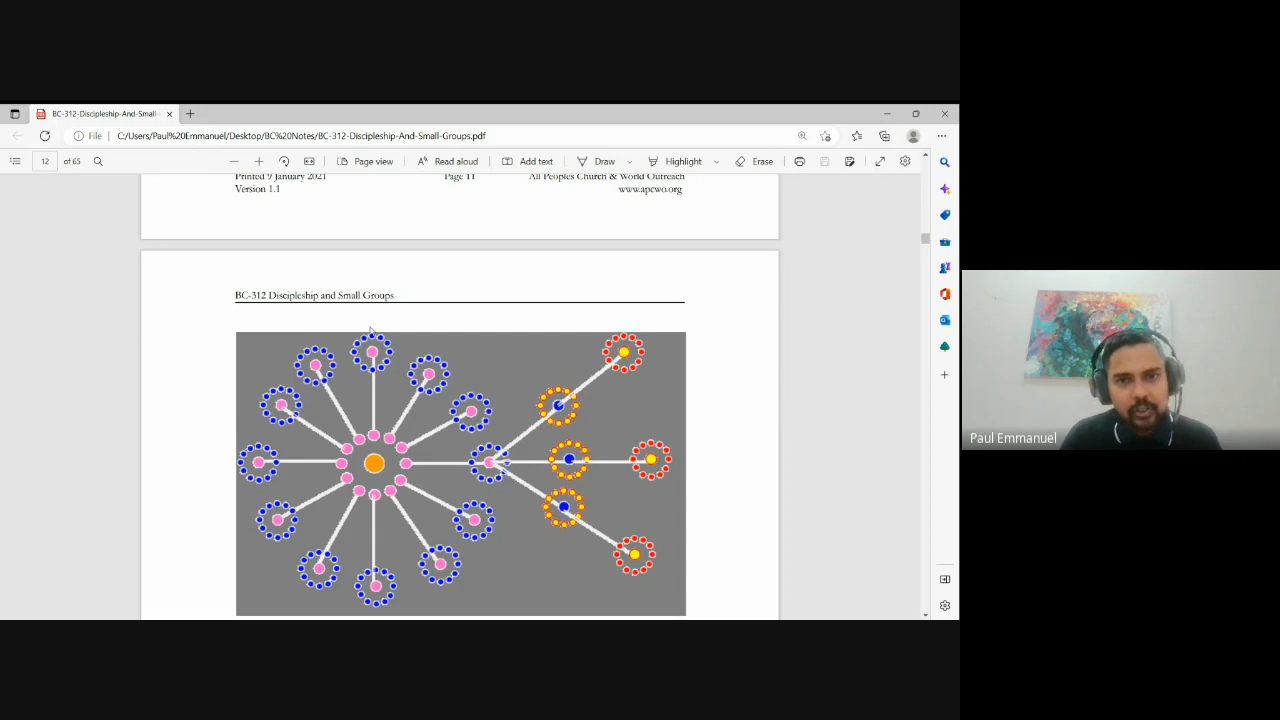 BC-312-Discipleship-And-Small-
File
C:/Users/Paul%20Emmanuel/Desktop/BC%20Notes/BC-312-Discipleship-And-Small-Groups.pdf
12 of 65
Page view
Read aloud
Add text
Draw
Highlight
Erase
Printed 9 January 2021 Page 11 All Peoples Church & World Outreach
Version 1.1 www.apcwo.org
BC-312 Discipleship and Small Groups
Paul Emmanuel